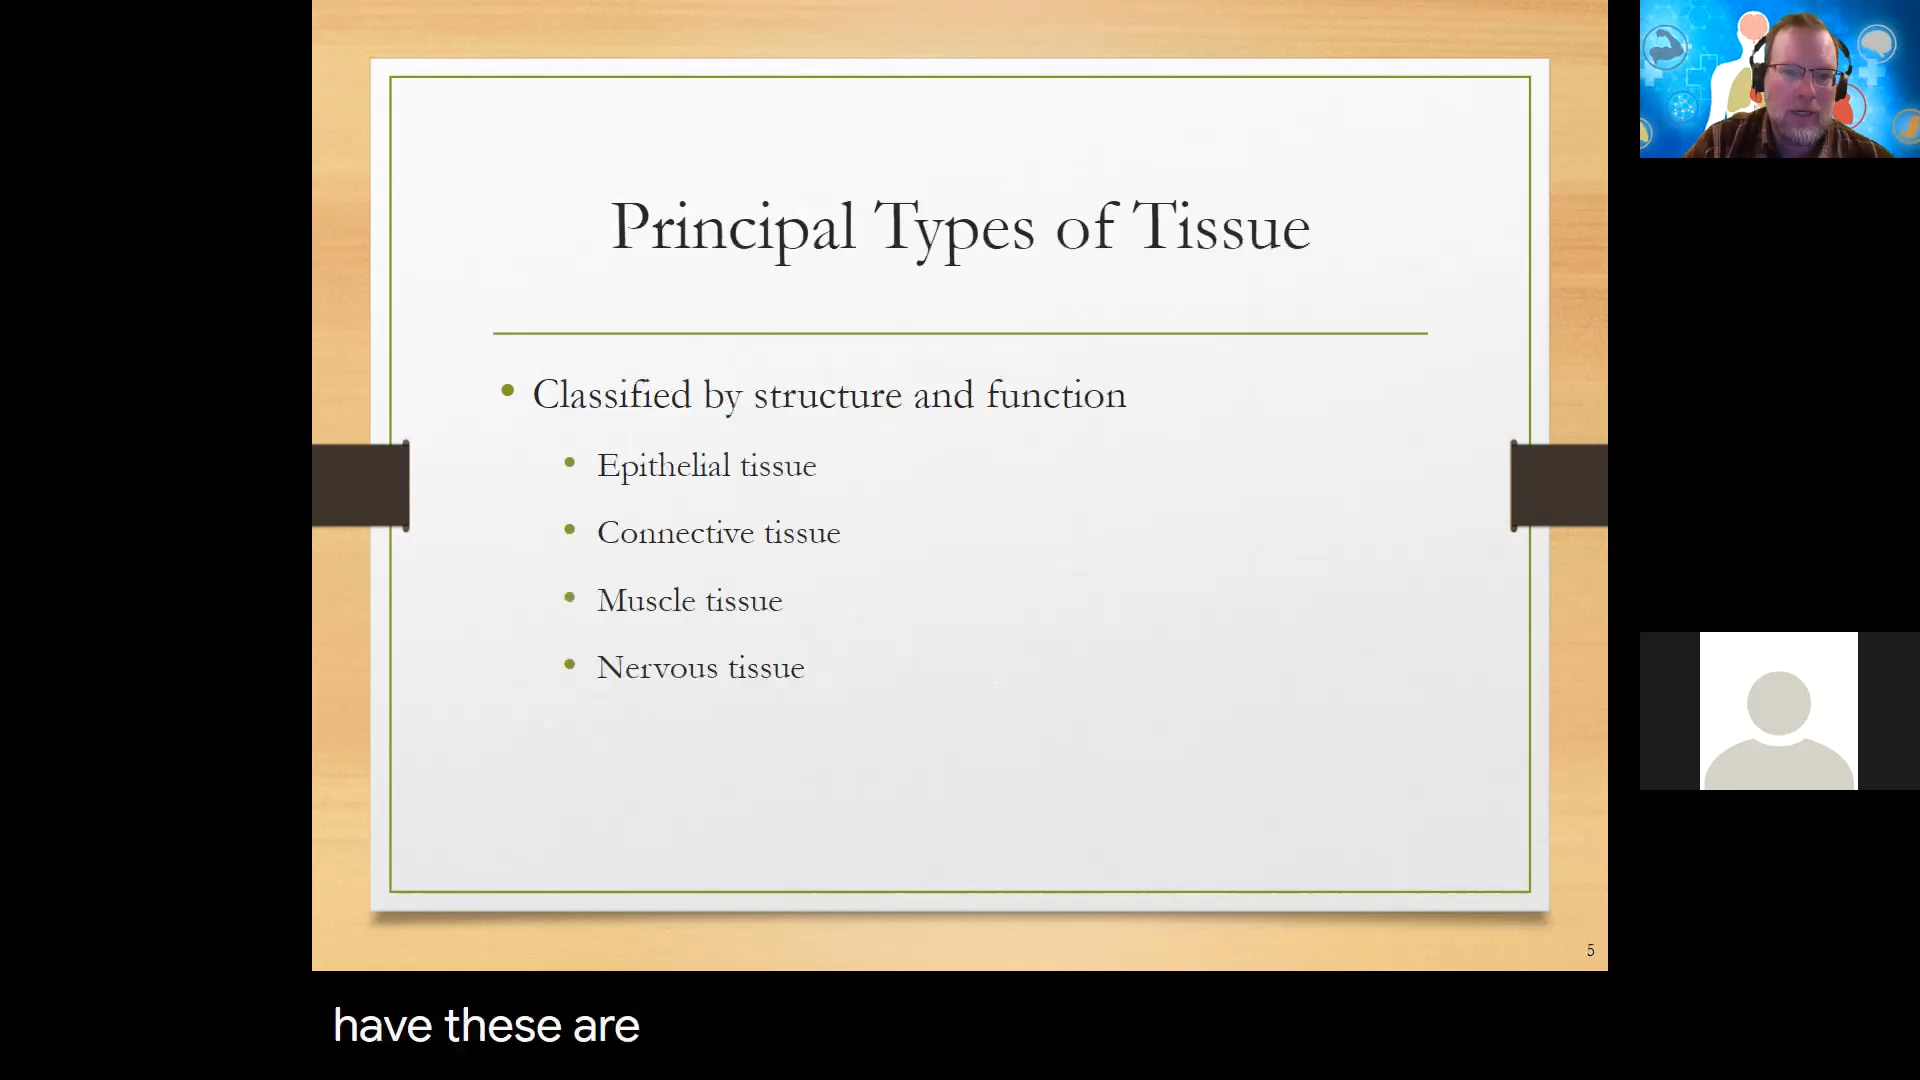 Principal Types of Tissue
• Classified by structure and function
• Epithelial tissue
• Connective tissue
• Muscle tissue
• Nervous tissue
5
have these are